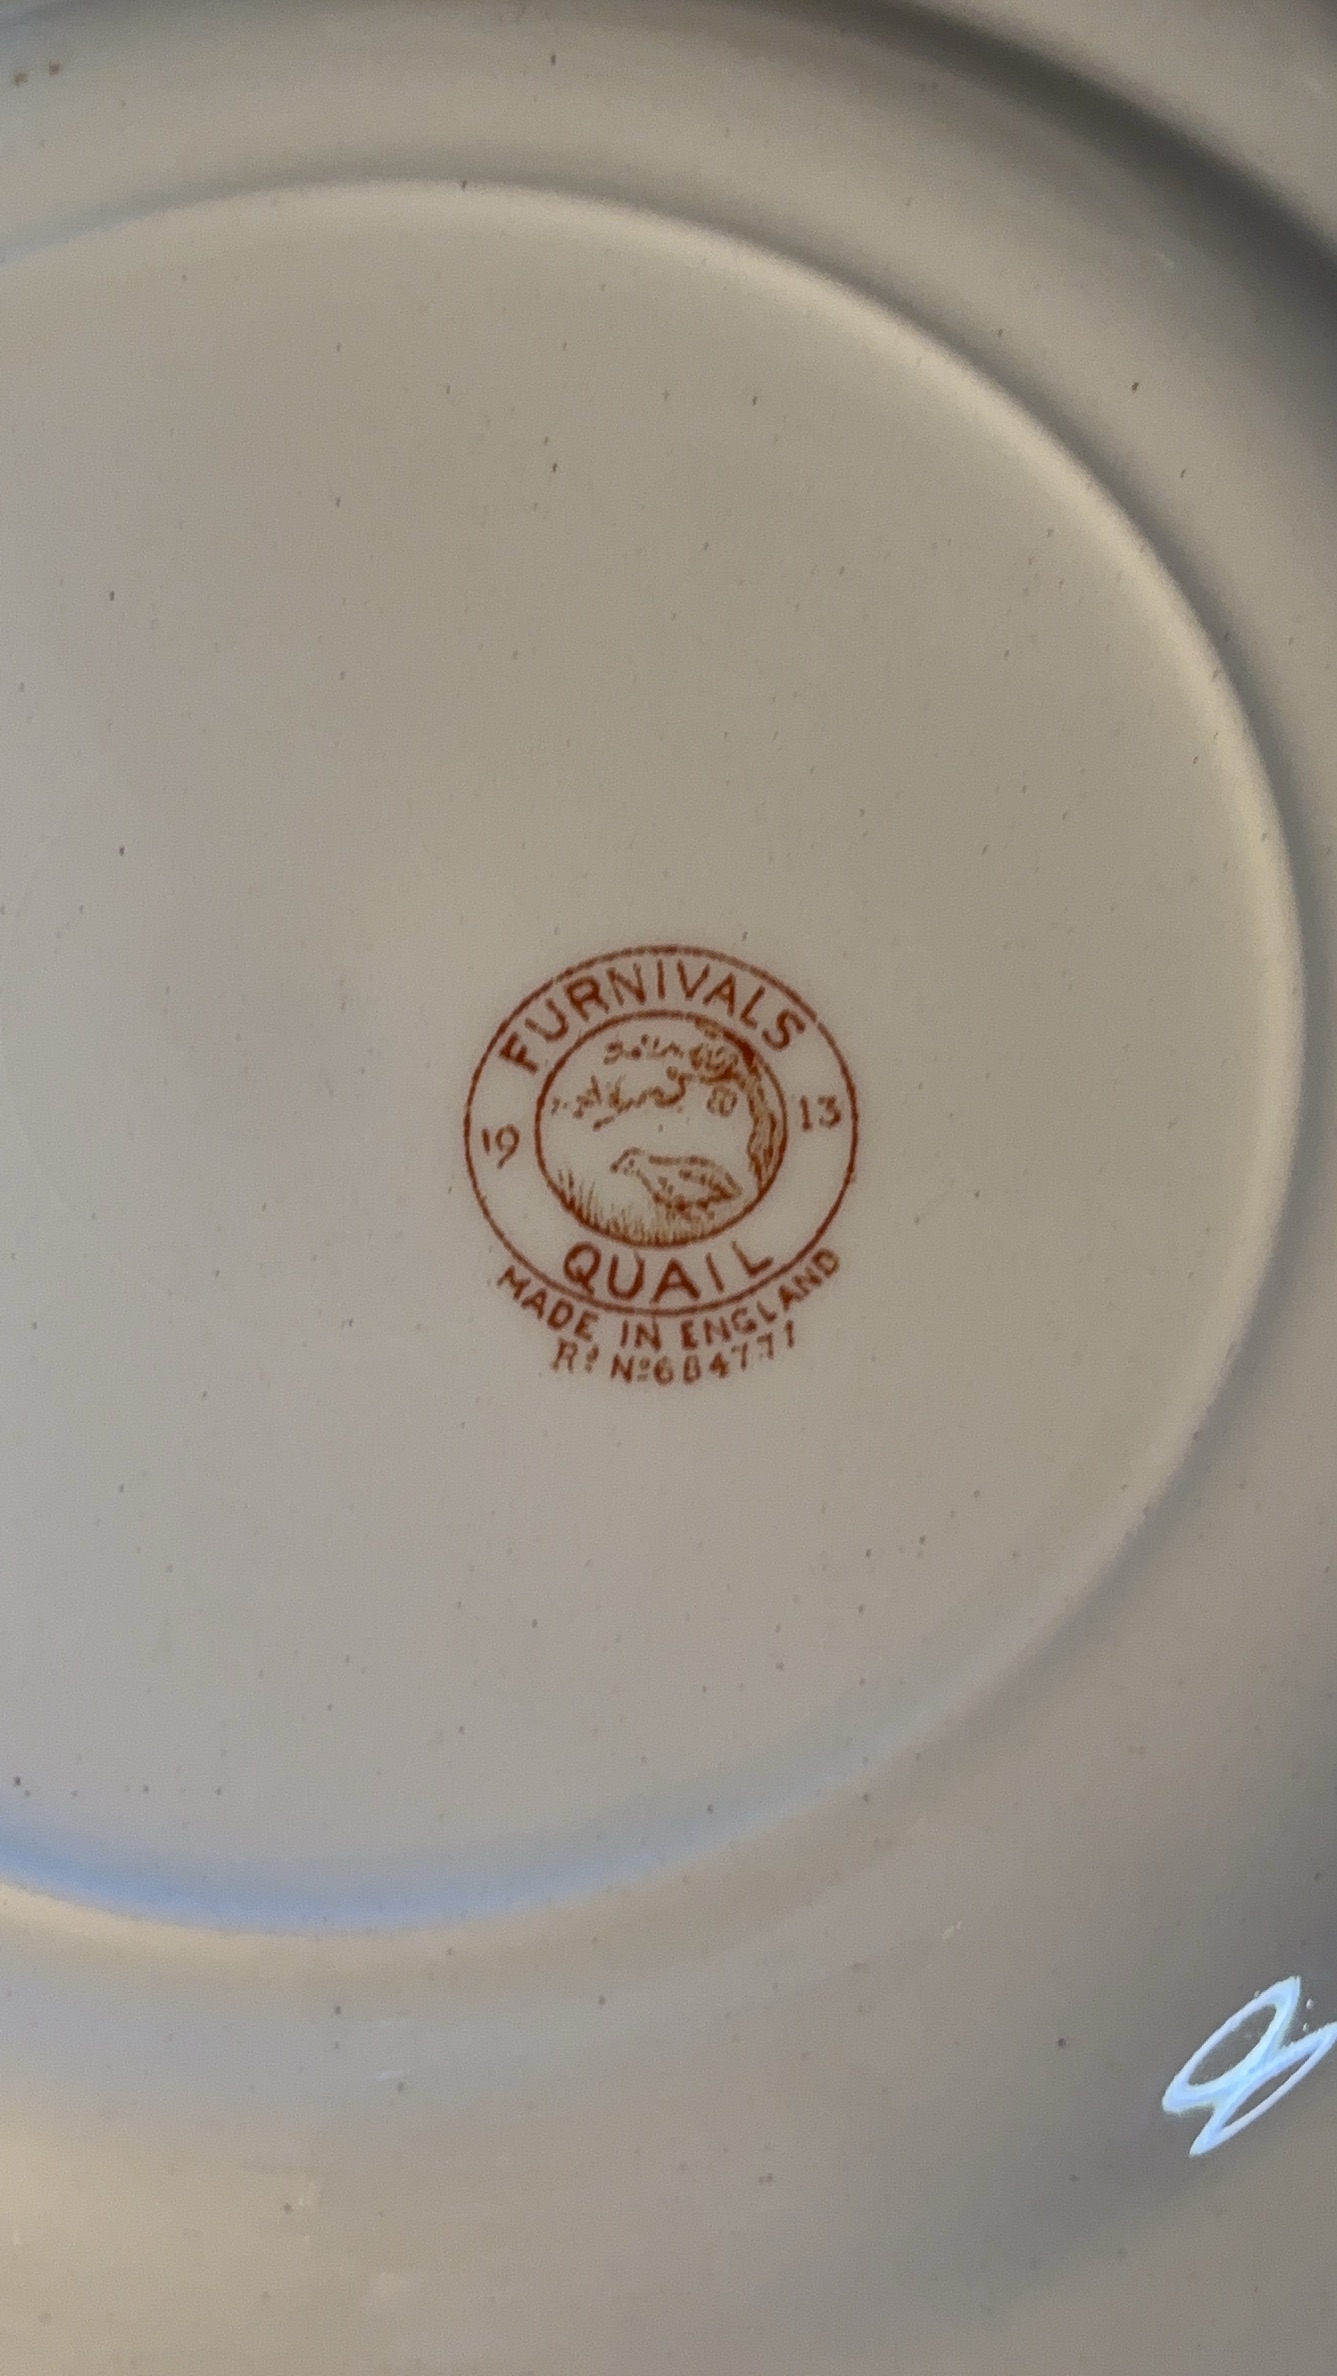 FURNIVALS
19 13
QUAIL
MADE IN ENGLAND
Rd No 684771